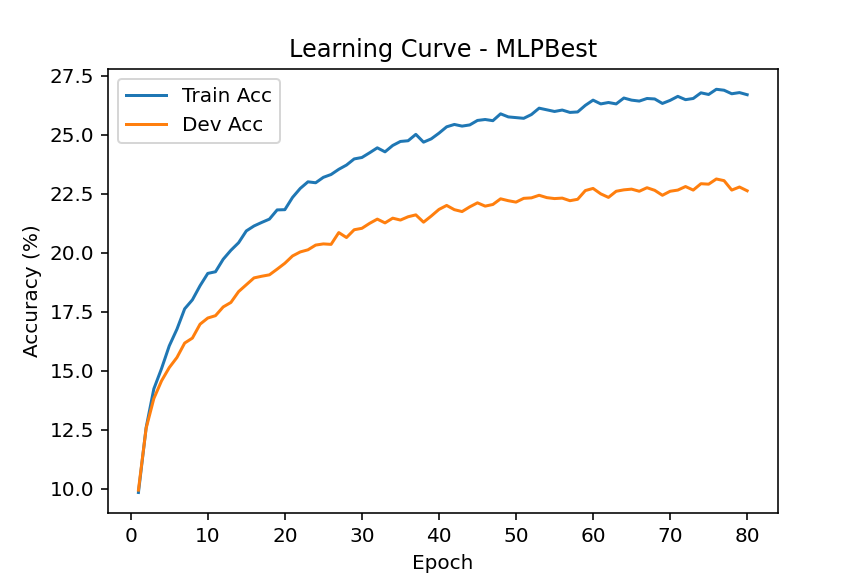 Learning Curve - MLPBest
Train Acc
Dev Acc
Accuracy (%)
27.5
25.0
22.5
20.0
17.5
15.0
12.5
10.0
0 10 20 30 40 50 60 70 80
Epoch